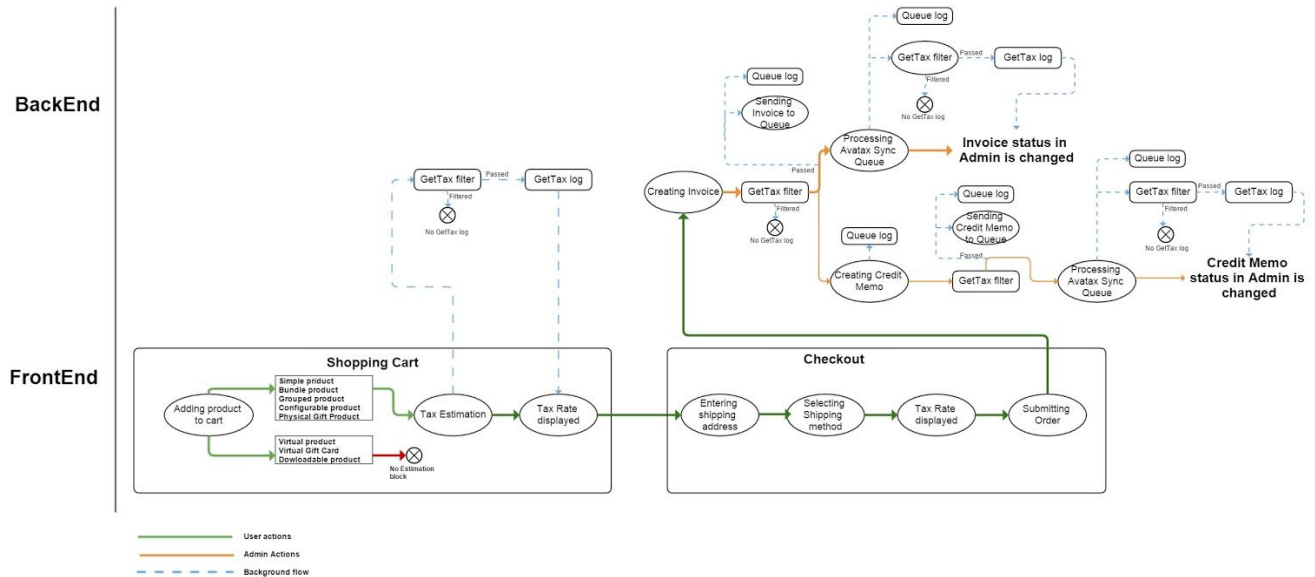 BackEnd
FrontEnd
Queue log
GetTax filter
Passed
GetTax log
Filtered
No GetTax log
Queue log
Sending
Invoice to
Queue
Processing
Avatax Sync
Queue
Invoice status in
Admin is changed
Passed
Creating Invoice
GetTax filter
Filtered
No GetTax log
GetTax filter
Passed
GetTax log
Filtered
No GetTax log
Queue log
Creating Credit
Memo
Queue log
Sending
Credit Memo
to Queue
Passed
GetTax filter
Processing
Avatax Sync
Queue
Queue log
GetTax filter
Passed
GetTax log
Filtered
No GetTax log
Credit Memo
status in Admin is
changed
Shopping Cart
Adding product
to cart
Simple priduct
Bundle product
Grouped product
Configurable product
Physical Gift Product
Virtual product
Virtual Gift Card
Dowloadable product
No Estimation
block
Tax Estimation
Tax Rate
displayed
Checkout
Entering
shipping
address
Selecting
Shipping
method
Tax Rate
displayed
Submitting
Order
User actions
Admin Actions
Background flow